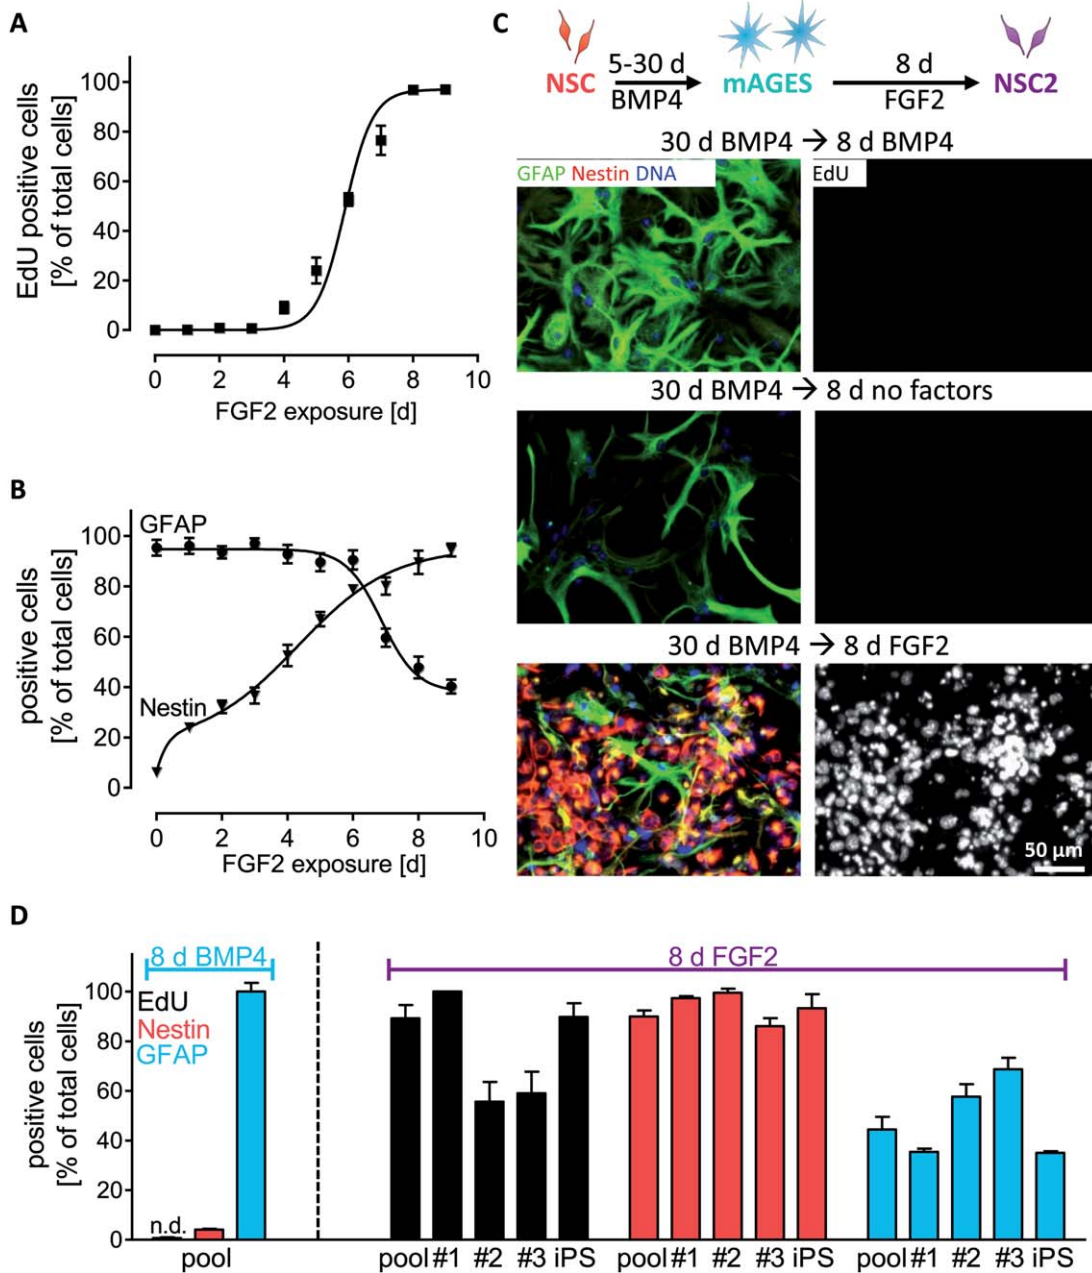 A
EdU positive cells
[% of total cells]
100
80
60
40
20
0
0 2 4 6 8 10
FGF2 exposure [d]
B
GFAP
Nestin
positive cells
[% of total cells]
100
80
60
40
20
0
0 2 4 6 8 10
FGF2 exposure [d]
C
NSC 5-30 d mAGES 8 d NSC2
BMP4 FGF2
30 d BMP4 → 8 d BMP4
GFAP Nestin DNA EdU
30 d BMP4 → 8 d no factors
30 d BMP4 → 8 d FGF2
50 µm
D
8 d BMP4 8 d FGF2
EdU
Nestin
GFAP
positive cells
[% of total cells]
100
80
60
40
20
0
n.d.
pool pool #1 #2 #3 iPS pool #1 #2 #3 iPS pool #1 #2 #3 iPS